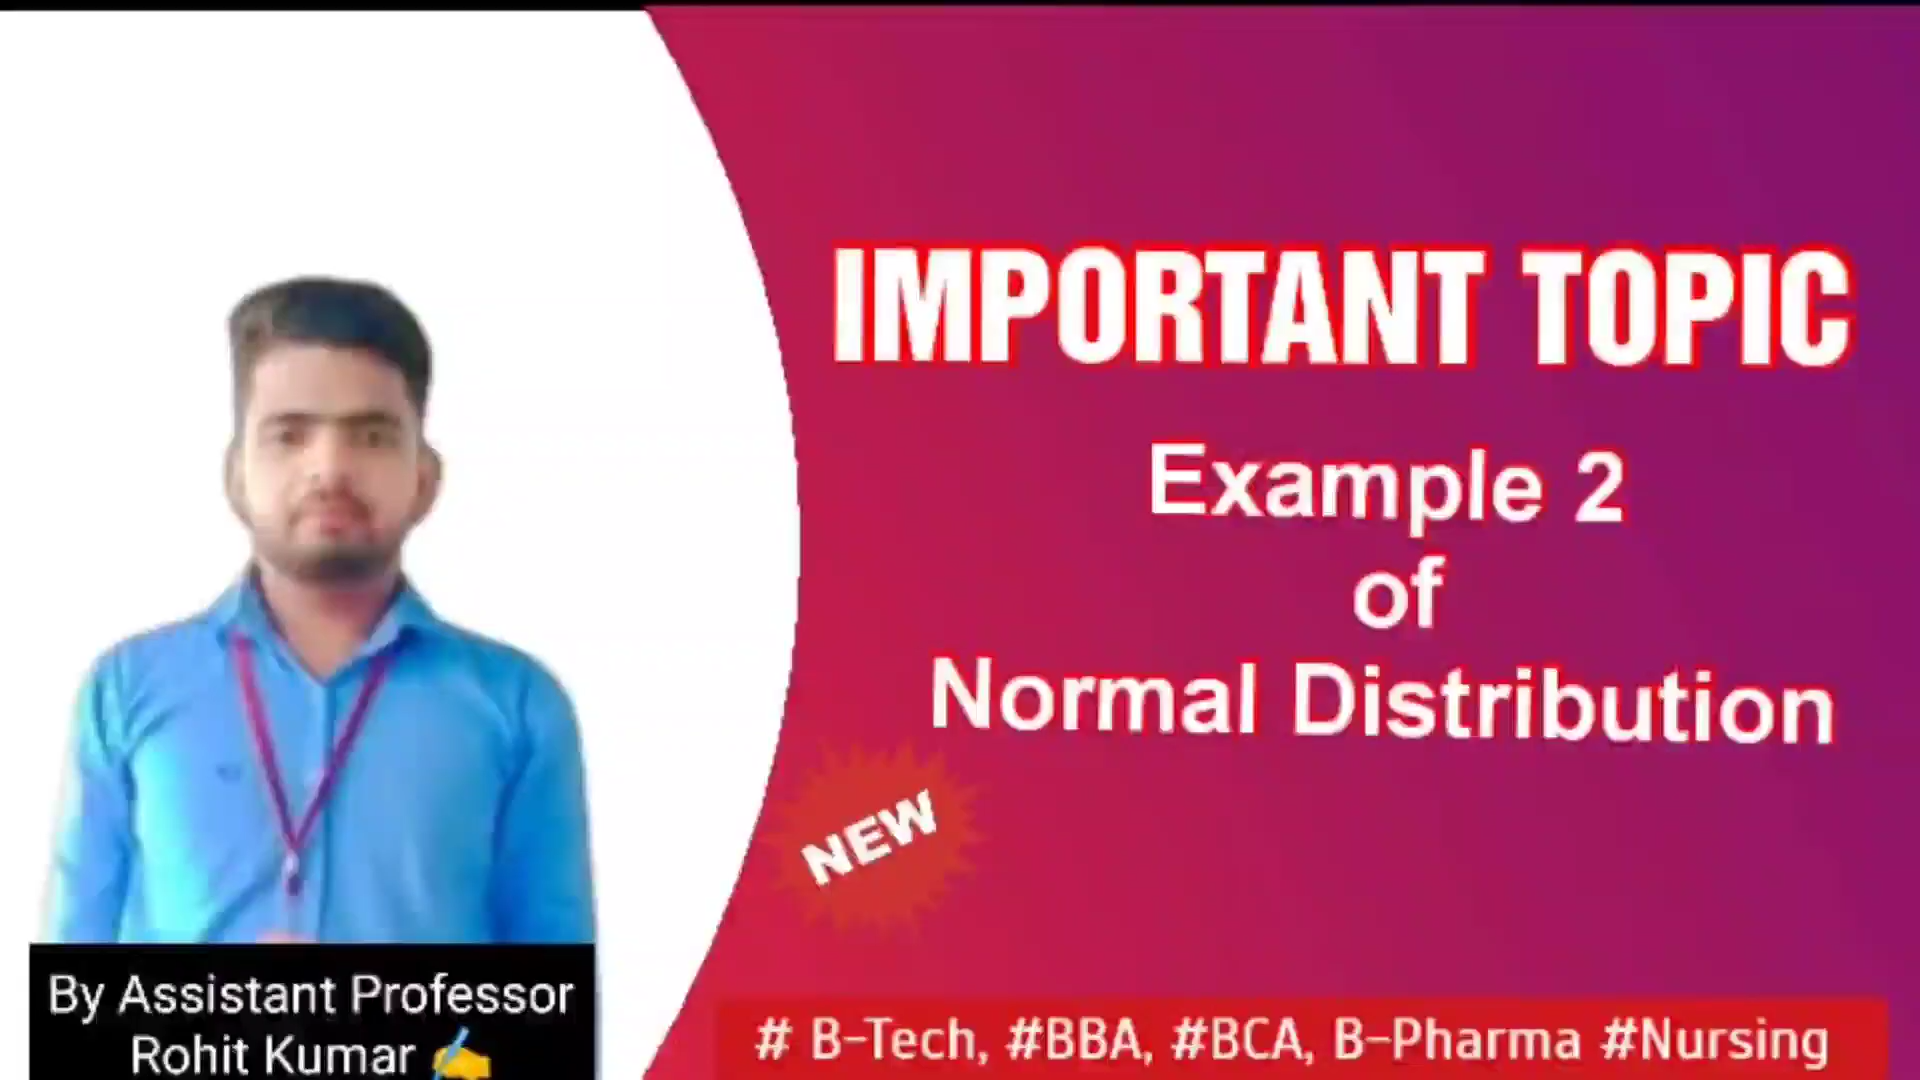 IMPORTANT TOPIC
Example 2
of
Normal Distribution
NEW
By Assistant Professor
Rohit Kumar ✍
# B-Tech, #BBA, #BCA, B-Pharma #Nursing